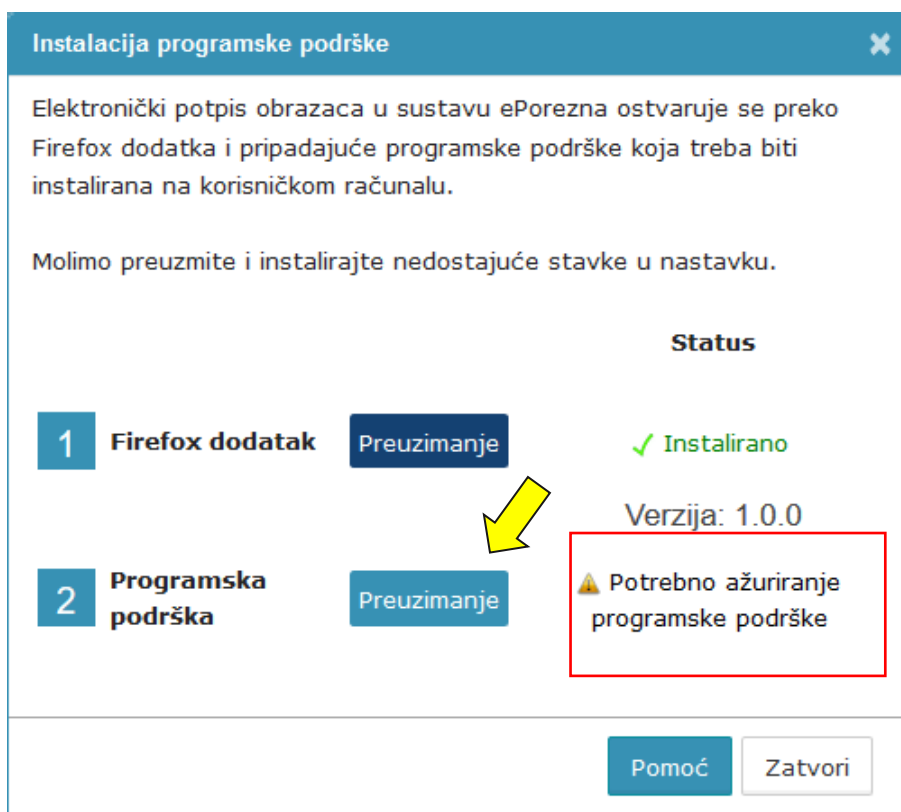 Instalacija programske podrške
Elektronički potpis obrazaca u sustavu ePorezna ostvaruje se preko
Firefox dodatka i pripadajuće programske podrške koja treba biti
instalirana na korisničkom računalu.
Molimo preuzmite i instalirajte nedostajuće stavke u nastavku.
Status
1 Firefox dodatak Preuzimanje Instalirano
Verzija: 1.0.0
2 Programska podrška Preuzimanje Potrebno ažuriranje
programske podrške
Pomoć Zatvori